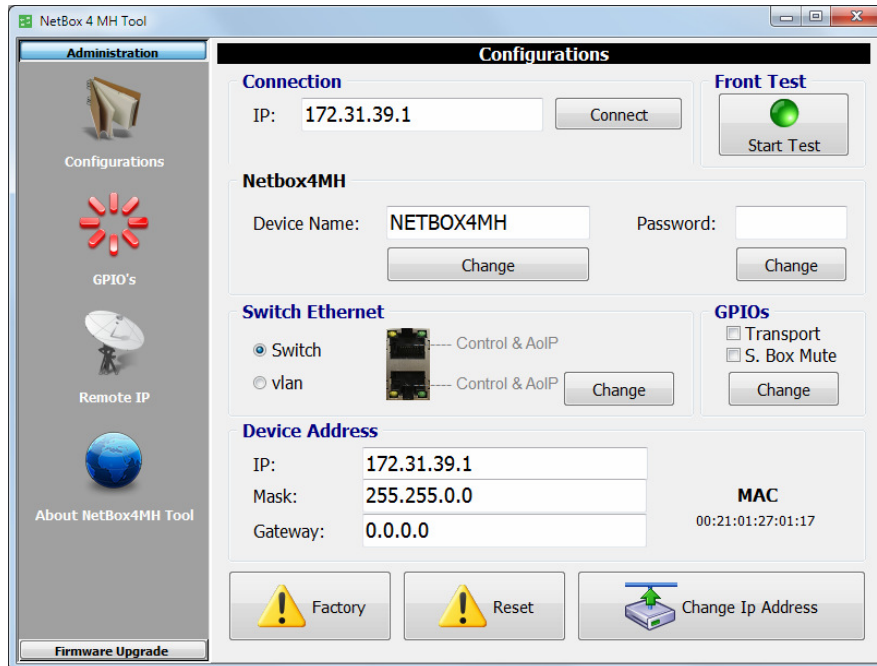 NetBox 4 MH Tool
Administration
Configurations
GPIO's
Remote IP
About NetBox4MH Tool
Firmware Upgrade
Configurations
Connection
IP: 172.31.39.1 Connect
Front Test
Start Test
Netbox4MH
Device Name: NETBOX4MH Password:
Change Change
Switch Ethernet
Switch
vlan
Control & AoIP
Control & AoIP
Change
GPIOs
Transport
S. Box Mute
Change
Device Address
IP: 172.31.39.1
Mask: 255.255.0.0
Gateway: 0.0.0.0
MAC
00:21:01:27:01:17
Factory Reset Change Ip Address